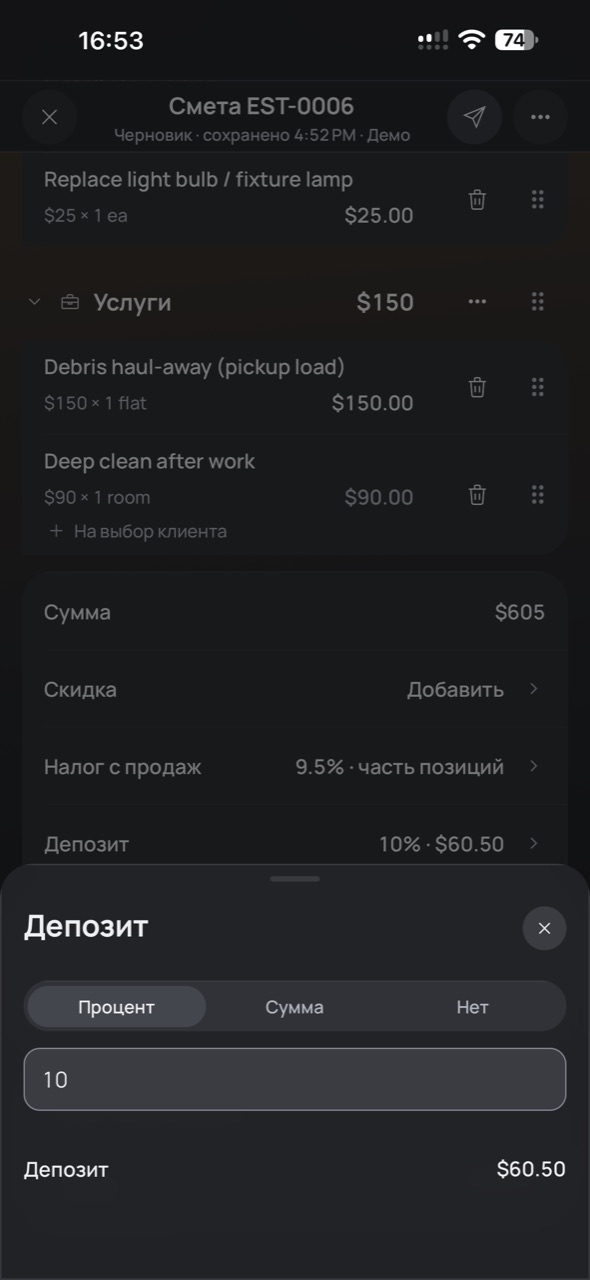 16:53
74
Смета EST-0006
Черновик · сохранено 4:52 PM · Демо
Replace light bulb / fixture lamp
$25 × 1 ea $25.00
Услуги $150
Debris haul-away (pickup load)
$150 × 1 flat $150.00
Deep clean after work
$90 × 1 room $90.00
+ На выбор клиента
Сумма $605
Скидка Добавить
Налог с продаж 9.5% · часть позиций
Депозит 10% · $60.50
Депозит
Процент Сумма Нет
10
Депозит $60.50